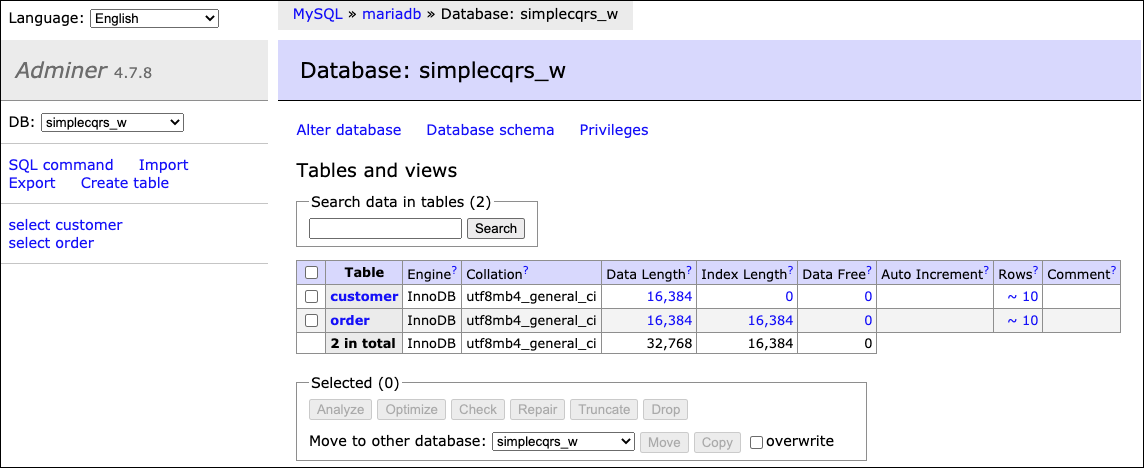 Language: English
MySQL » mariadb » Database: simplecqrs_w
Adminer 4.7.8
Database: simplecqrs_w
DB: simplecqrs_w
SQL command Import
Export Create table
select customer
select order
Alter database Database schema Privileges
Tables and views
Search data in tables (2)
Search
Table Engine? Collation? Data Length? Index Length? Data Free? Auto Increment? Rows? Comment?
customer InnoDB utf8mb4_general_ci 16,384 0 0 ~ 10
order InnoDB utf8mb4_general_ci 16,384 16,384 0 ~ 10
2 in total InnoDB utf8mb4_general_ci 32,768 16,384 0
Selected (0)
Analyze Optimize Check Repair Truncate Drop
Move to other database: simplecqrs_w Move Copy overwrite